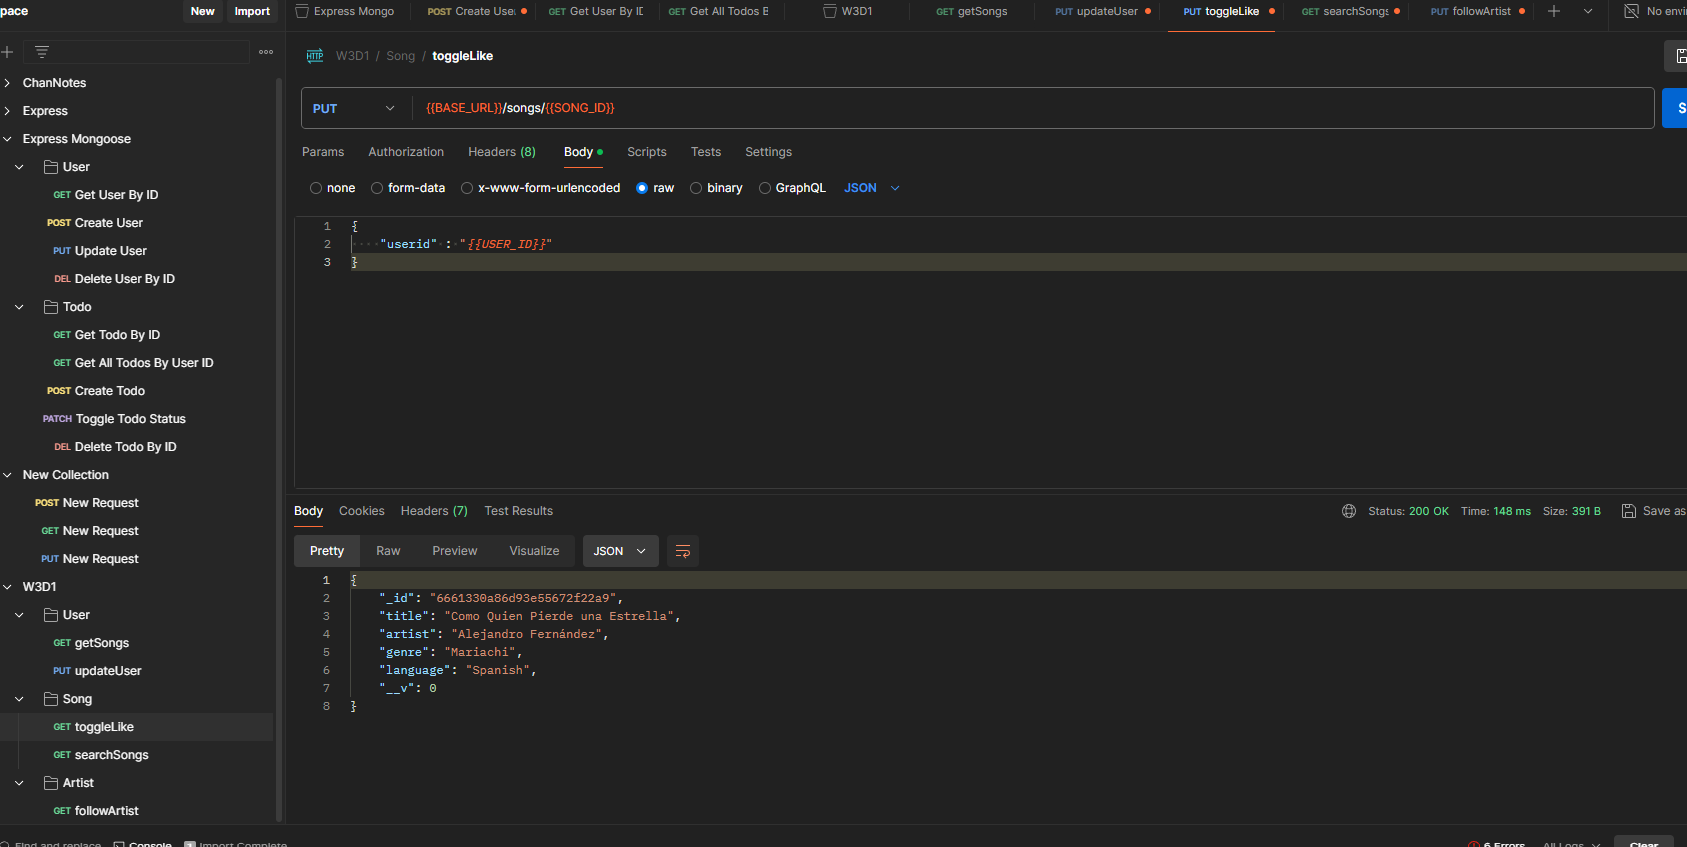 pace New Import
Express Mongo POST Create Use GET Get User By ID GET Get All Todos B W3D1 GET getSongs PUT updateUser PUT toggleLike GET searchSongs PUT followArtist No envi
HTTP W3D1 / Song / toggleLike
PUT {{BASE_URL}}/songs/{{SONG_ID}} S
Params Authorization Headers (8) Body Scripts Tests Settings
none form-data x-www-form-urlencoded raw binary GraphQL JSON
1 {
2 "userid" : "{{USER_ID}}"
3 }
ChanNotes
Express
Express Mongoose
User
GET Get User By ID
POST Create User
PUT Update User
DEL Delete User By ID
Todo
GET Get Todo By ID
GET Get All Todos By User ID
POST Create Todo
PATCH Toggle Todo Status
DEL Delete Todo By ID
New Collection
POST New Request
GET New Request
PUT New Request
W3D1
User
GET getSongs
PUT updateUser
Song
GET toggleLike
GET searchSongs
Artist
GET followArtist
Body Cookies Headers (7) Test Results Status: 200 OK Time: 148 ms Size: 391 B Save as
Pretty Raw Preview Visualize JSON
1 {
2 "_id": "6661330a86d93e55672f22a9",
3 "title": "Como Quien Pierde una Estrella",
4 "artist": "Alejandro Fernández",
5 "genre": "Mariachi",
6 "language": "Spanish",
7 "__v": 0
8 }
Find and replace Console Import Complete 6 Errors All Logs Clear